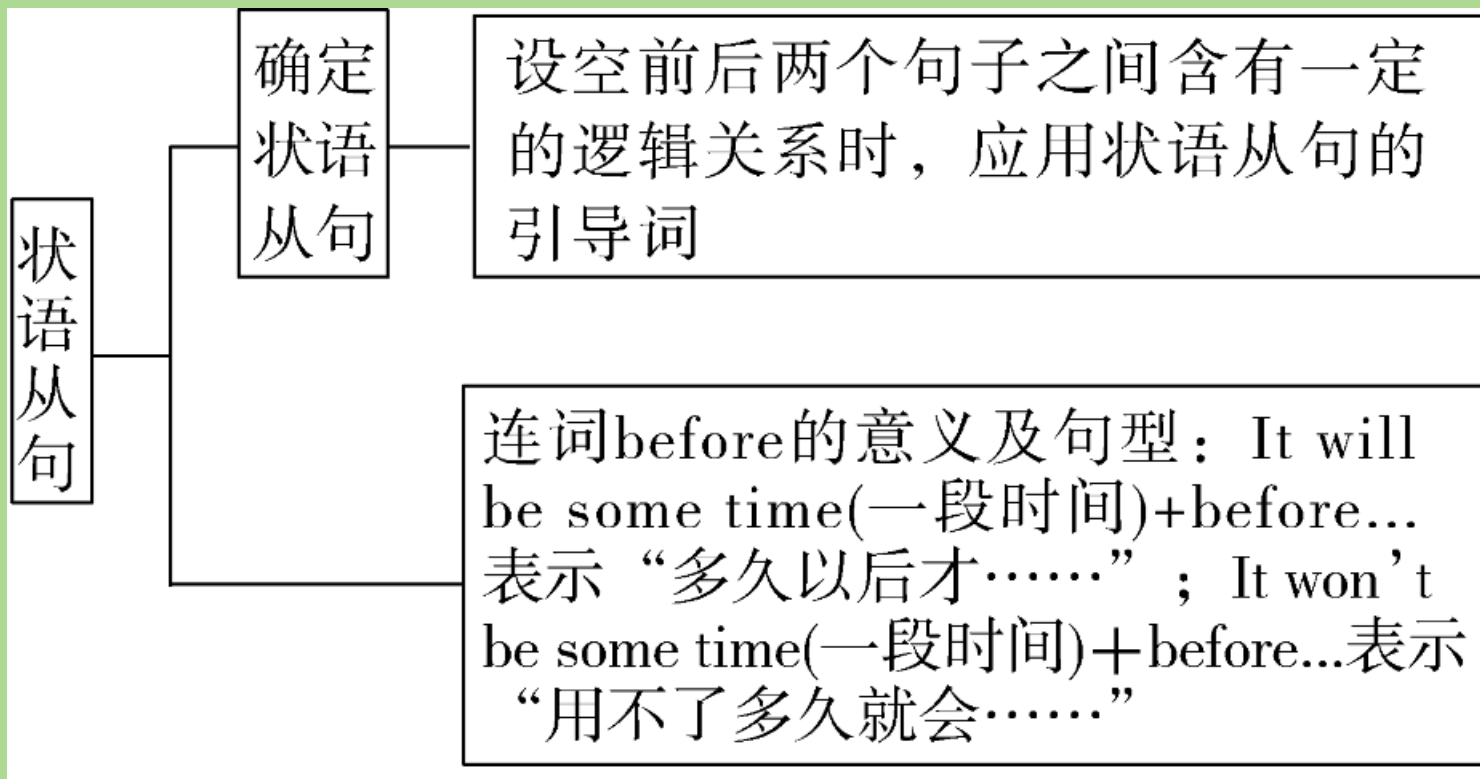 状语从句
确定
状语
从句
设空前后两个句子之间含有一定
的逻辑关系时，应用状语从句的
引导词
连词before的意义及句型：It will
be some time(一段时间)+before...
表示“多久以后才……”；It won’t
be some time(一段时间)＋before...表示
“用不了多久就会……”